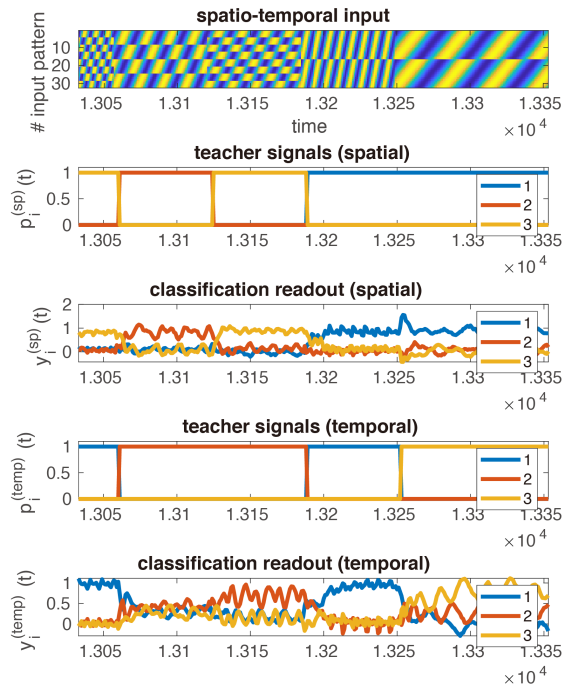 spatio-temporal input
# input pattern
10
20
30
1.305 1.31 1.315 1.32 1.325 1.33 1.335
time
× 10^4
teacher signals (spatial)
p_i^(sp) (t)
1
0.5
0
1
2
3
1.305 1.31 1.315 1.32 1.325 1.33 1.335
× 10^4
classification readout (spatial)
y_i^(sp) (t)
2
1
0
1
2
3
1.305 1.31 1.315 1.32 1.325 1.33 1.335
× 10^4
teacher signals (temporal)
p_i^(temp) (t)
1
0.5
0
1
2
3
1.305 1.31 1.315 1.32 1.325 1.33 1.335
× 10^4
classification readout (temporal)
y_i^(temp) (t)
1
0.5
0
1
2
3
1.305 1.31 1.315 1.32 1.325 1.33 1.335
× 10^4